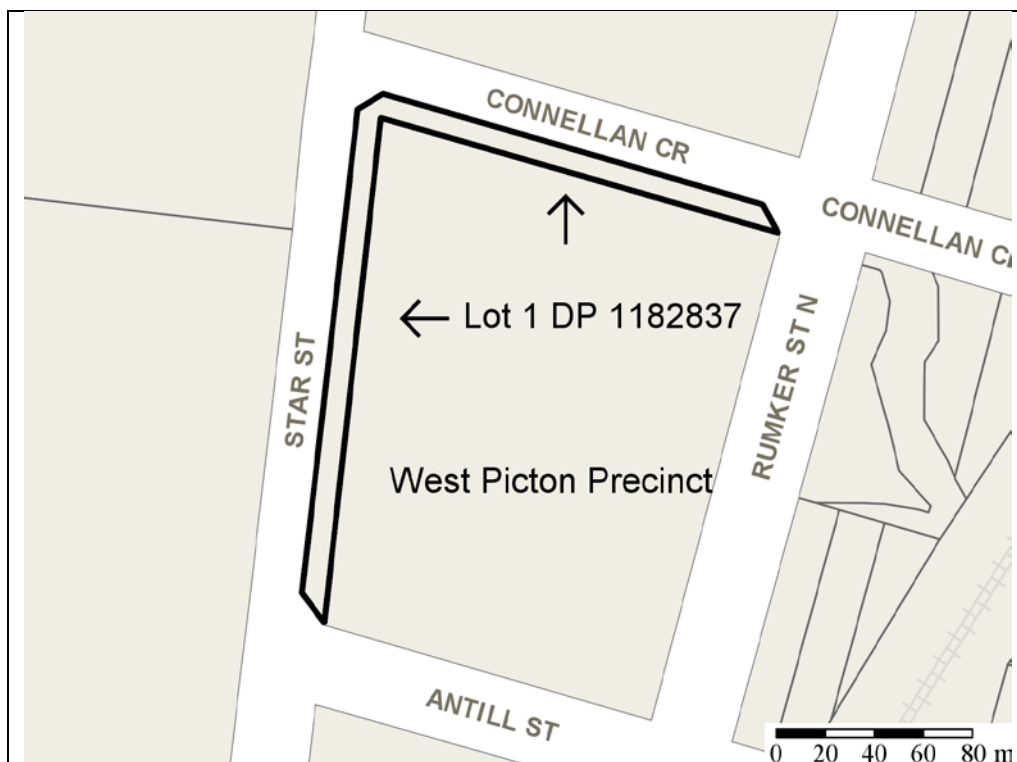 CONNELLAN CR
CONNELLAN
Lot 1 DP 1182837
STAR ST
RUMKER ST N
West Picton Precinct
ANTILL ST
0 20 40 60 80 m